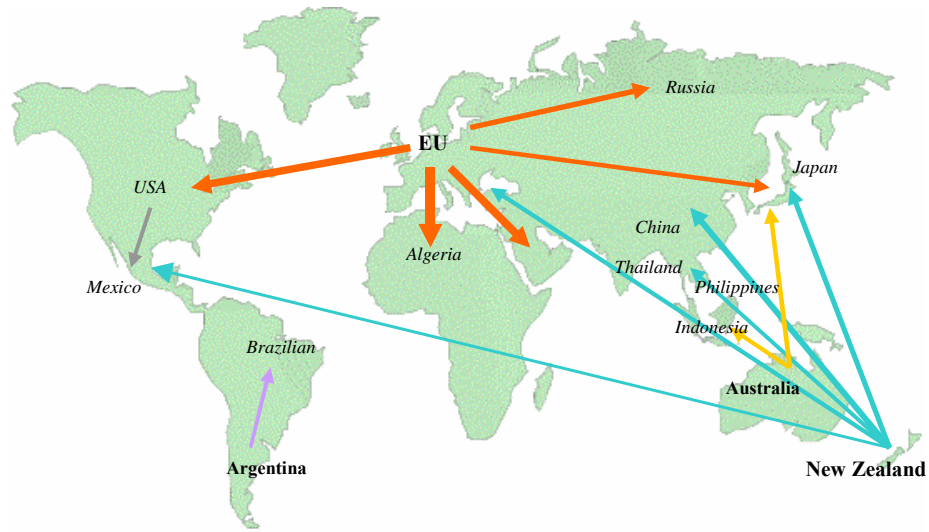 Russia
EU
Japan
USA
China
Algeria
Thailand
Mexico
Philippines
Indonesia
Brazilian
Australia
Argentina
New Zealand